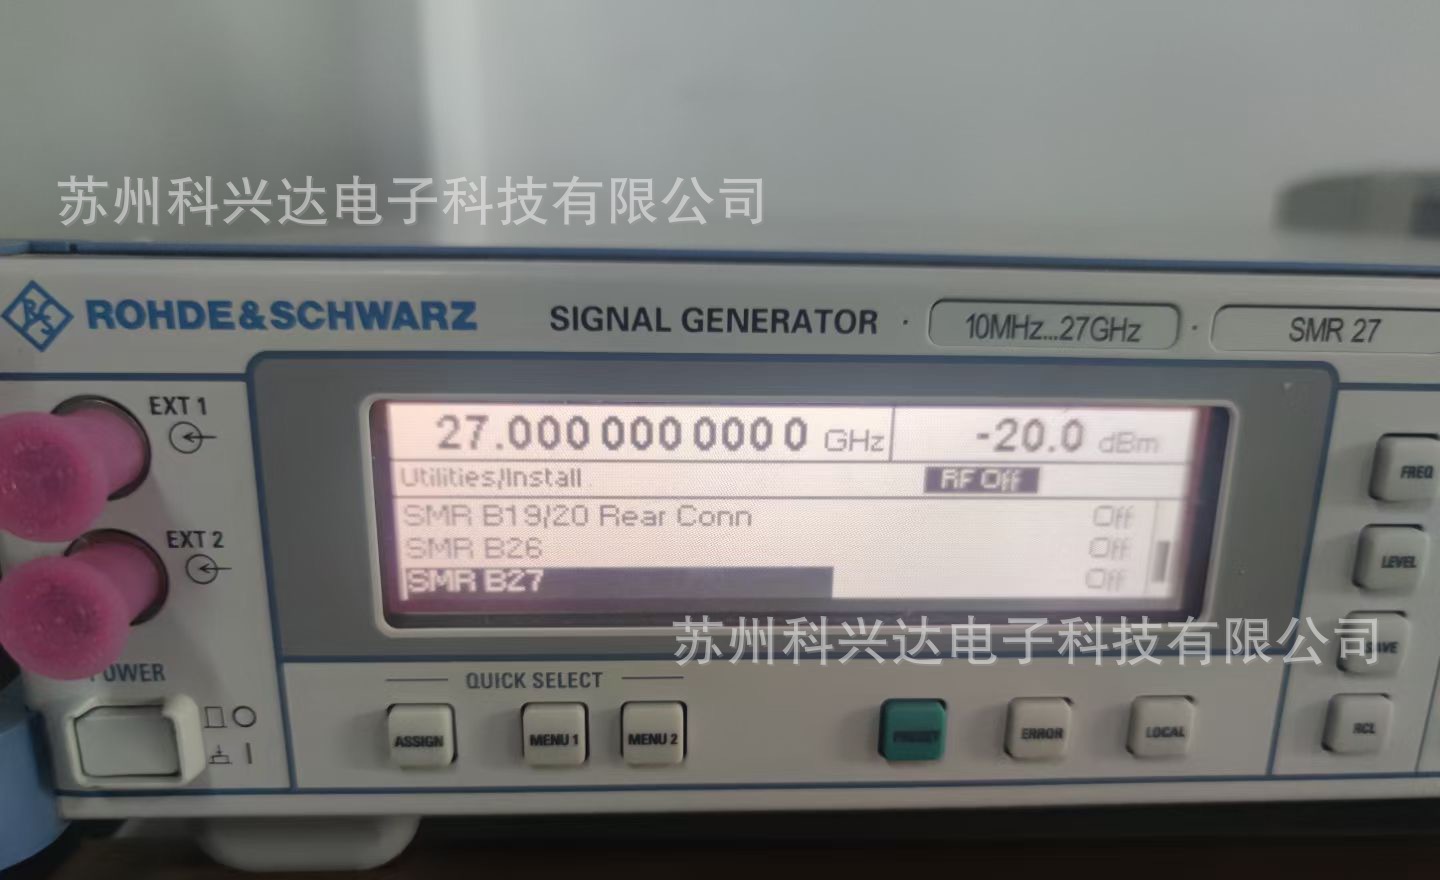 苏州科兴达电子科技有限公司
ROHDE&SCHWARZ SIGNAL GENERATOR · 10MHz...27GHz · SMR 27
EXT 1
27.000 000 000 0 GHz -20.0 dBm
Utilities/Install RF Off
SMR B19/20 Rear Conn Off
SMR B26 Off
SMR B27 Off
EXT 2
FREQ
LEVEL
苏州科兴达电子科技有限公司
SAVE
POWER
QUICK SELECT
ASSIGN MENU 1 MENU 2 PRESET ERROR LOCAL RCL